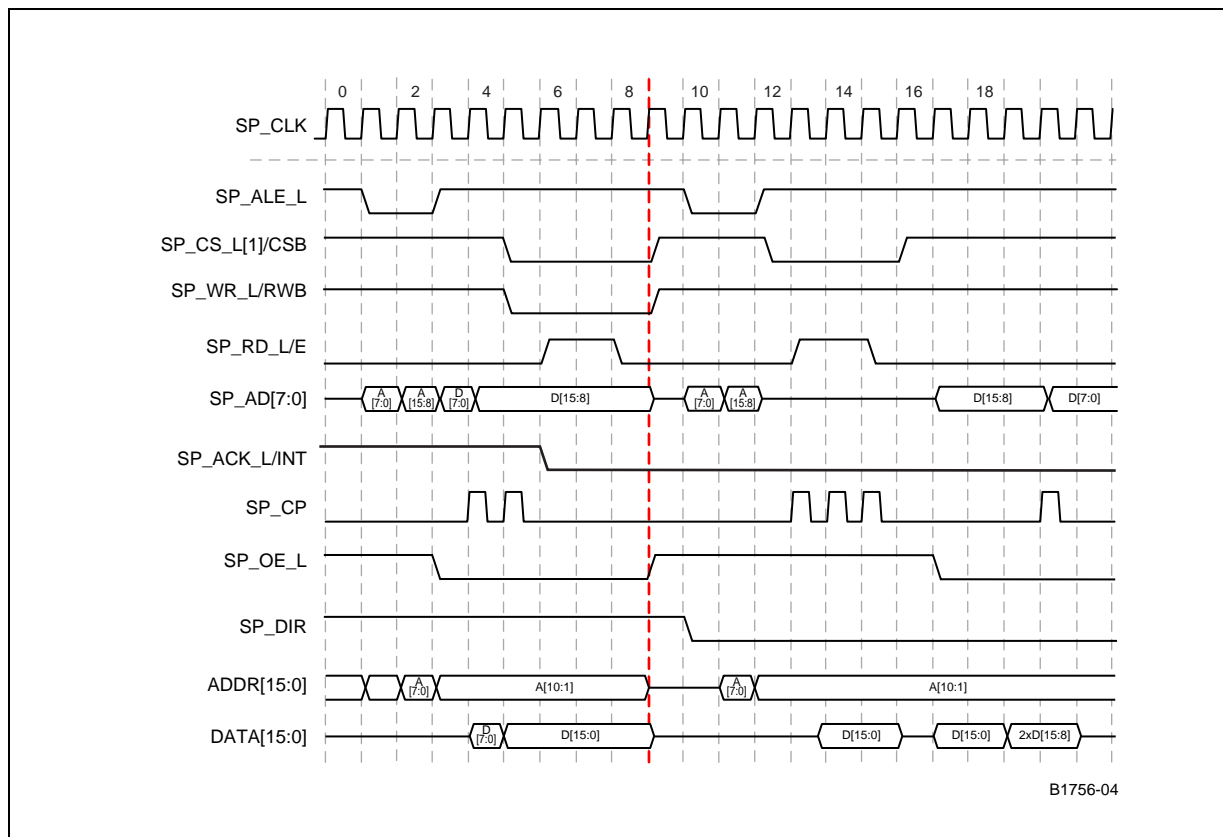 0 2 4 6 8 10 12 14 16 18
SP_CLK
SP_ALE_L
SP_CS_L[1]/CSB
SP_WR_L/RWB
SP_RD_L/E
SP_AD[7:0]
A [7:0]
A [15:8]
D [7:0]
D[15:8]
A [7:0]
A [15:8]
D[15:8]
D[7:0]
SP_ACK_L/INT
SP_CP
SP_OE_L
SP_DIR
ADDR[15:0]
A [7:0]
A[10:1]
A [7:0]
A[10:1]
DATA[15:0]
D [7:0]
D[15:0]
D[15:0]
D[15:0]
2xD[15:8]
B1756-04